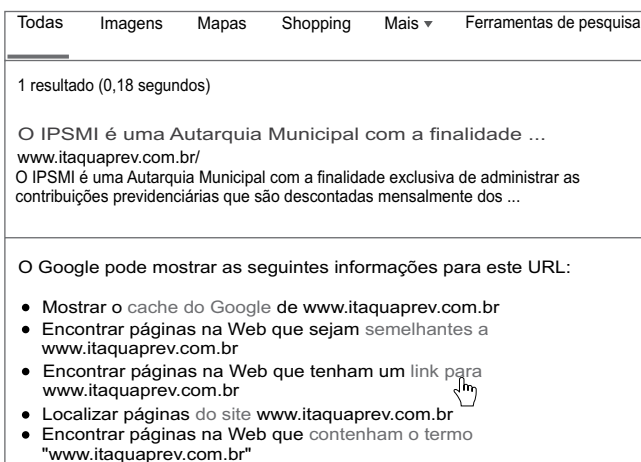 Todas Imagens Mapas Shopping Mais ▾ Ferramentas de pesquisa
1 resultado (0,18 segundos)
O IPSMI é uma Autarquia Municipal com a finalidade ...
www.itaquaprev.com.br/
O IPSMI é uma Autarquia Municipal com a finalidade exclusiva de administrar as
contribuições previdenciárias que são descontadas mensalmente dos ...
O Google pode mostrar as seguintes informações para este URL:
● Mostrar o cache do Google de www.itaquaprev.com.br
● Encontrar páginas na Web que sejam semelhantes a
www.itaquaprev.com.br
● Encontrar páginas na Web que tenham um link para
www.itaquaprev.com.br
● Localizar páginas do site www.itaquaprev.com.br
● Encontrar páginas na Web que contenham o termo
"www.itaquaprev.com.br"